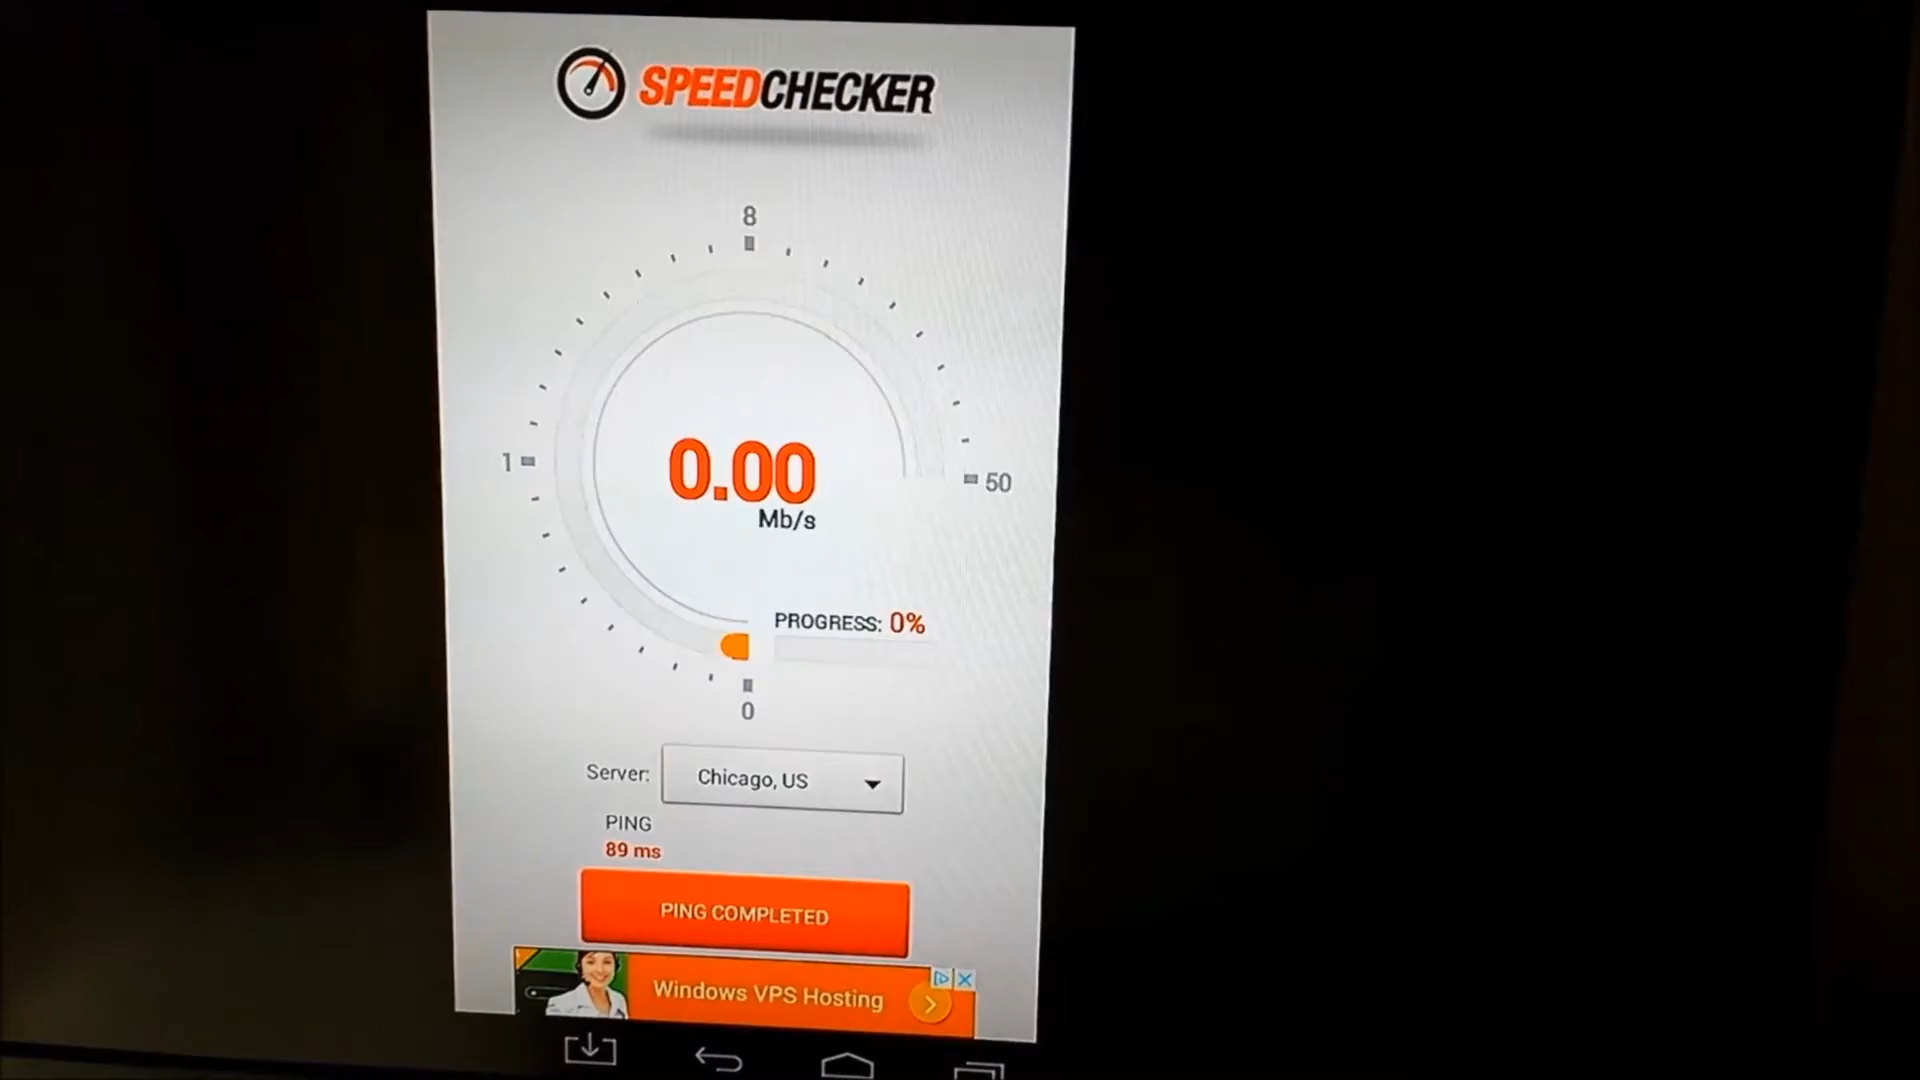 SPEEDCHECKER
8
1
50
0.00
Mb/s
PROGRESS: 0%
0
Server: Chicago, US
PING
89 ms
PING COMPLETED
Windows VPS Hosting